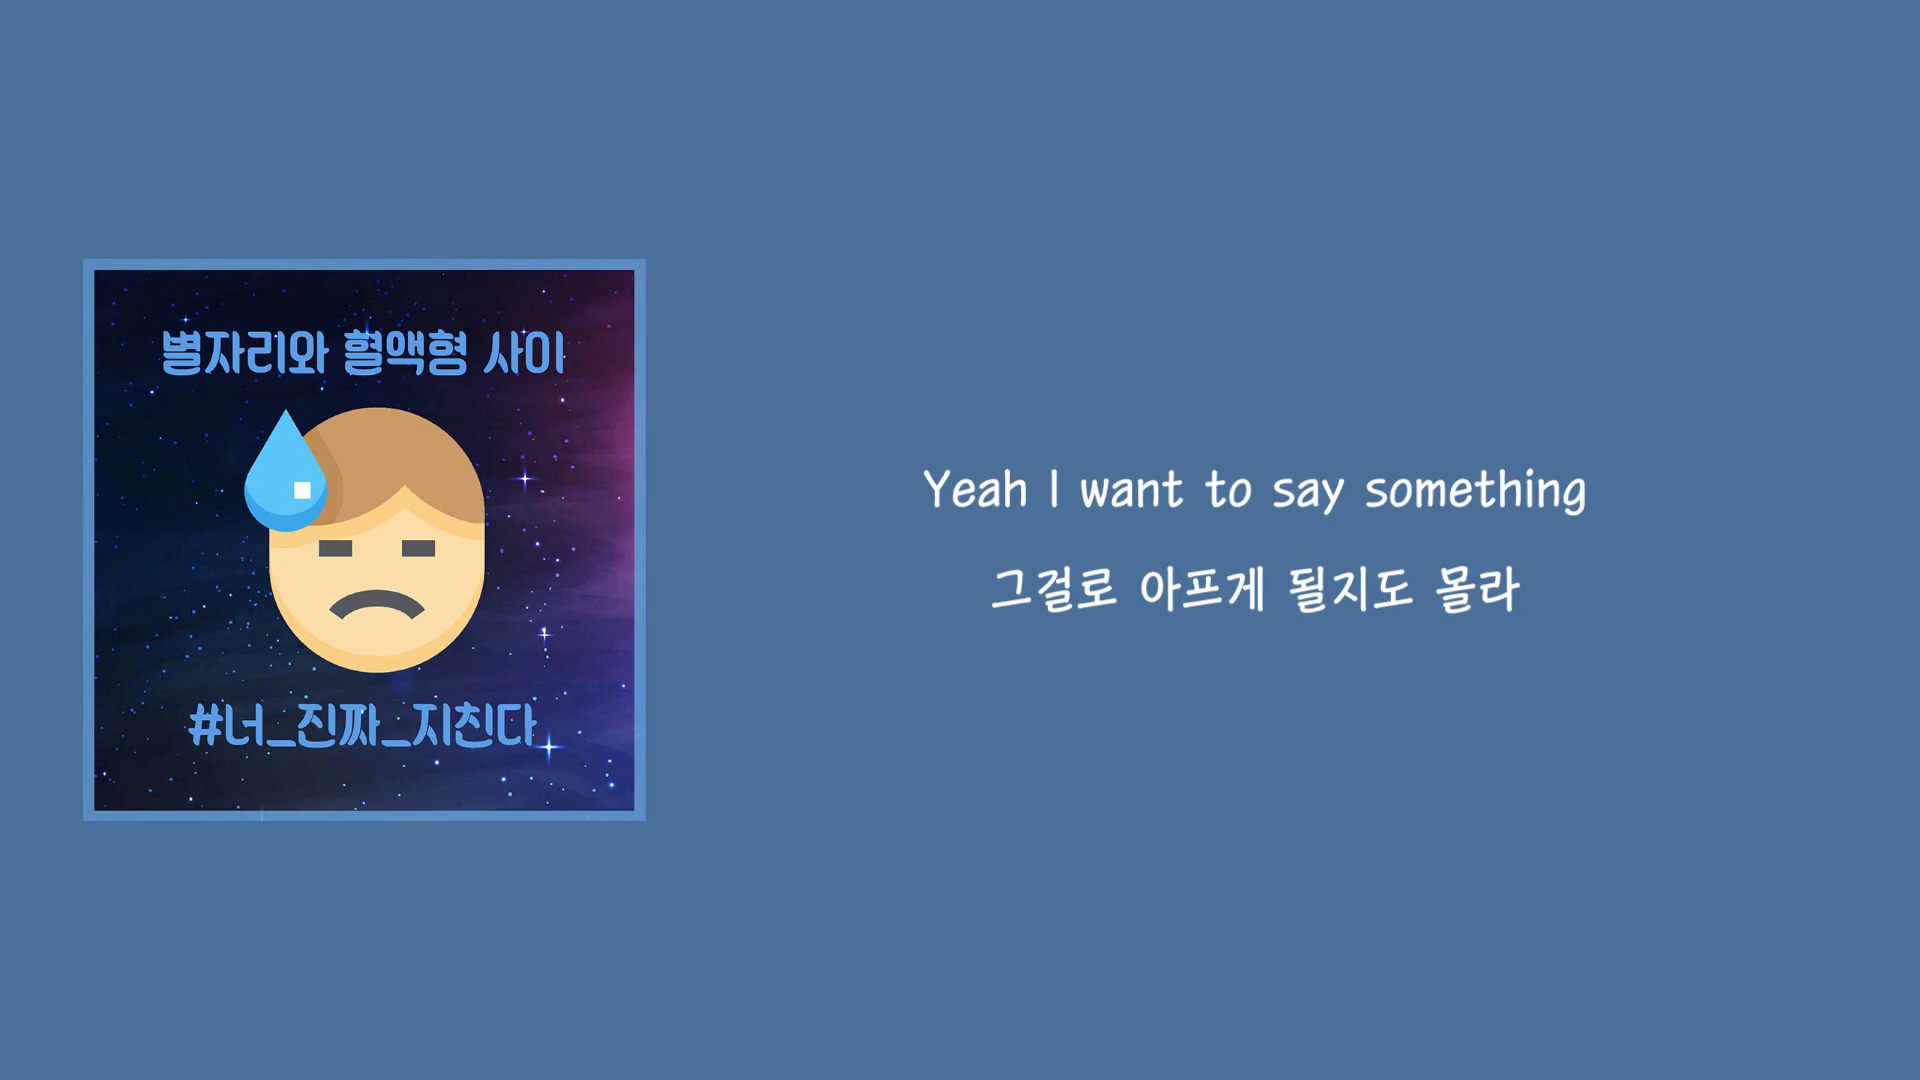 별자리와 혈액형 사이
#너_진짜_지친다
Yeah I want to say something
그걸로 아프게 될지도 몰라